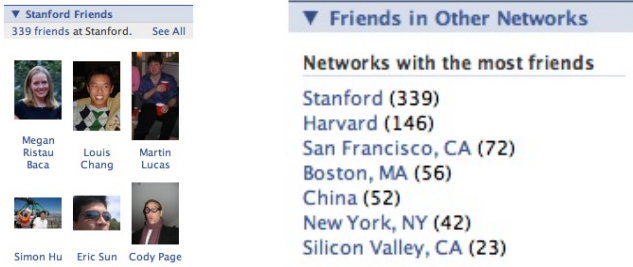 ▼ Stanford Friends
339 friends at Stanford. See All
Megan Ristau Baca
Louis Chang
Martin Lucas
Simon Hu
Eric Sun
Cody Page
▼ Friends in Other Networks
Networks with the most friends
Stanford (339)
Harvard (146)
San Francisco, CA (72)
Boston, MA (56)
China (52)
New York, NY (42)
Silicon Valley, CA (23)